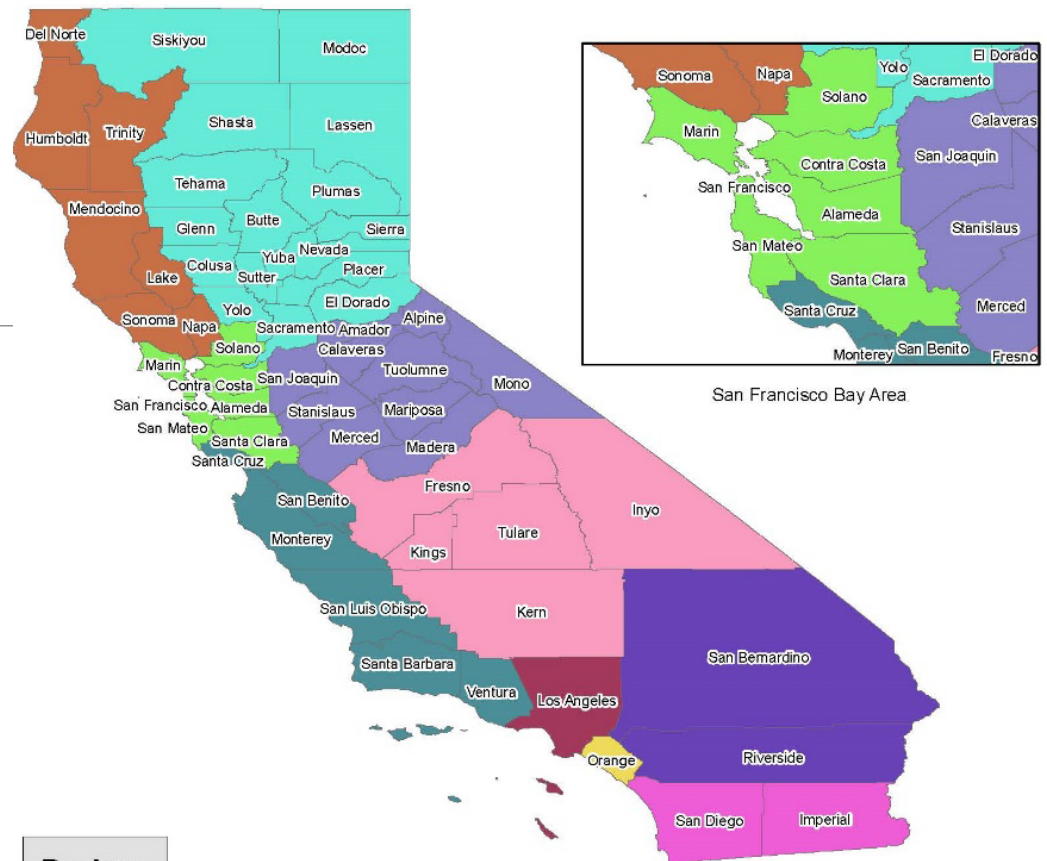 Del Norte
Siskiyou
Modoc
Humboldt
Trinity
Shasta
Lassen
Tehama
Plumas
Mendocino
Glenn
Butte
Sierra
Lake
Colusa
Yuba
Nevada
Sutter
Placer
Sonoma
Napa
Yolo
El Dorado
Solano
Sacramento
Amador
Alpine
Marin
Calaveras
Contra Costa
San Joaquin
Tuolumne
Mono
San Francisco
Alameda
Stanislaus
Mariposa
San Mateo
Santa Clara
Merced
Madera
Santa Cruz
San Benito
Fresno
Inyo
Monterey
Kings
Tulare
San Luis Obispo
Kern
Santa Barbara
Ventura
Los Angeles
San Bernardino
Orange
Riverside
San Diego
Imperial
Sonoma
Napa
Yolo
El Dorado
Sacramento
Solano
Marin
Calaveras
Contra Costa
San Joaquin
San Francisco
Alameda
Stanislaus
San Mateo
Santa Clara
Santa Cruz
Merced
Monterey
San Benito
Fresno
San Francisco Bay Area